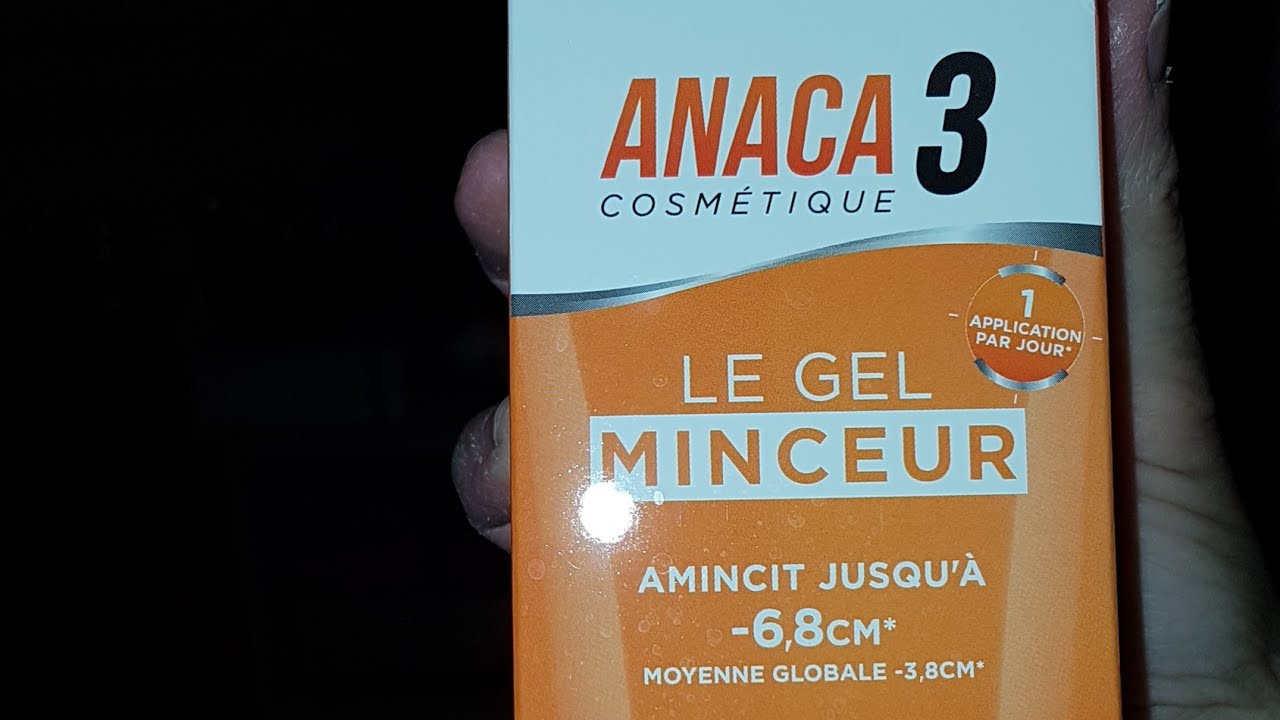 ANACA 3
COSMÉTIQUE
1
APPLICATION
PAR JOUR*
LE GEL
MINCEUR
AMINCIT JUSQU'À
-6,8CM*
MOYENNE GLOBALE -3,8CM*